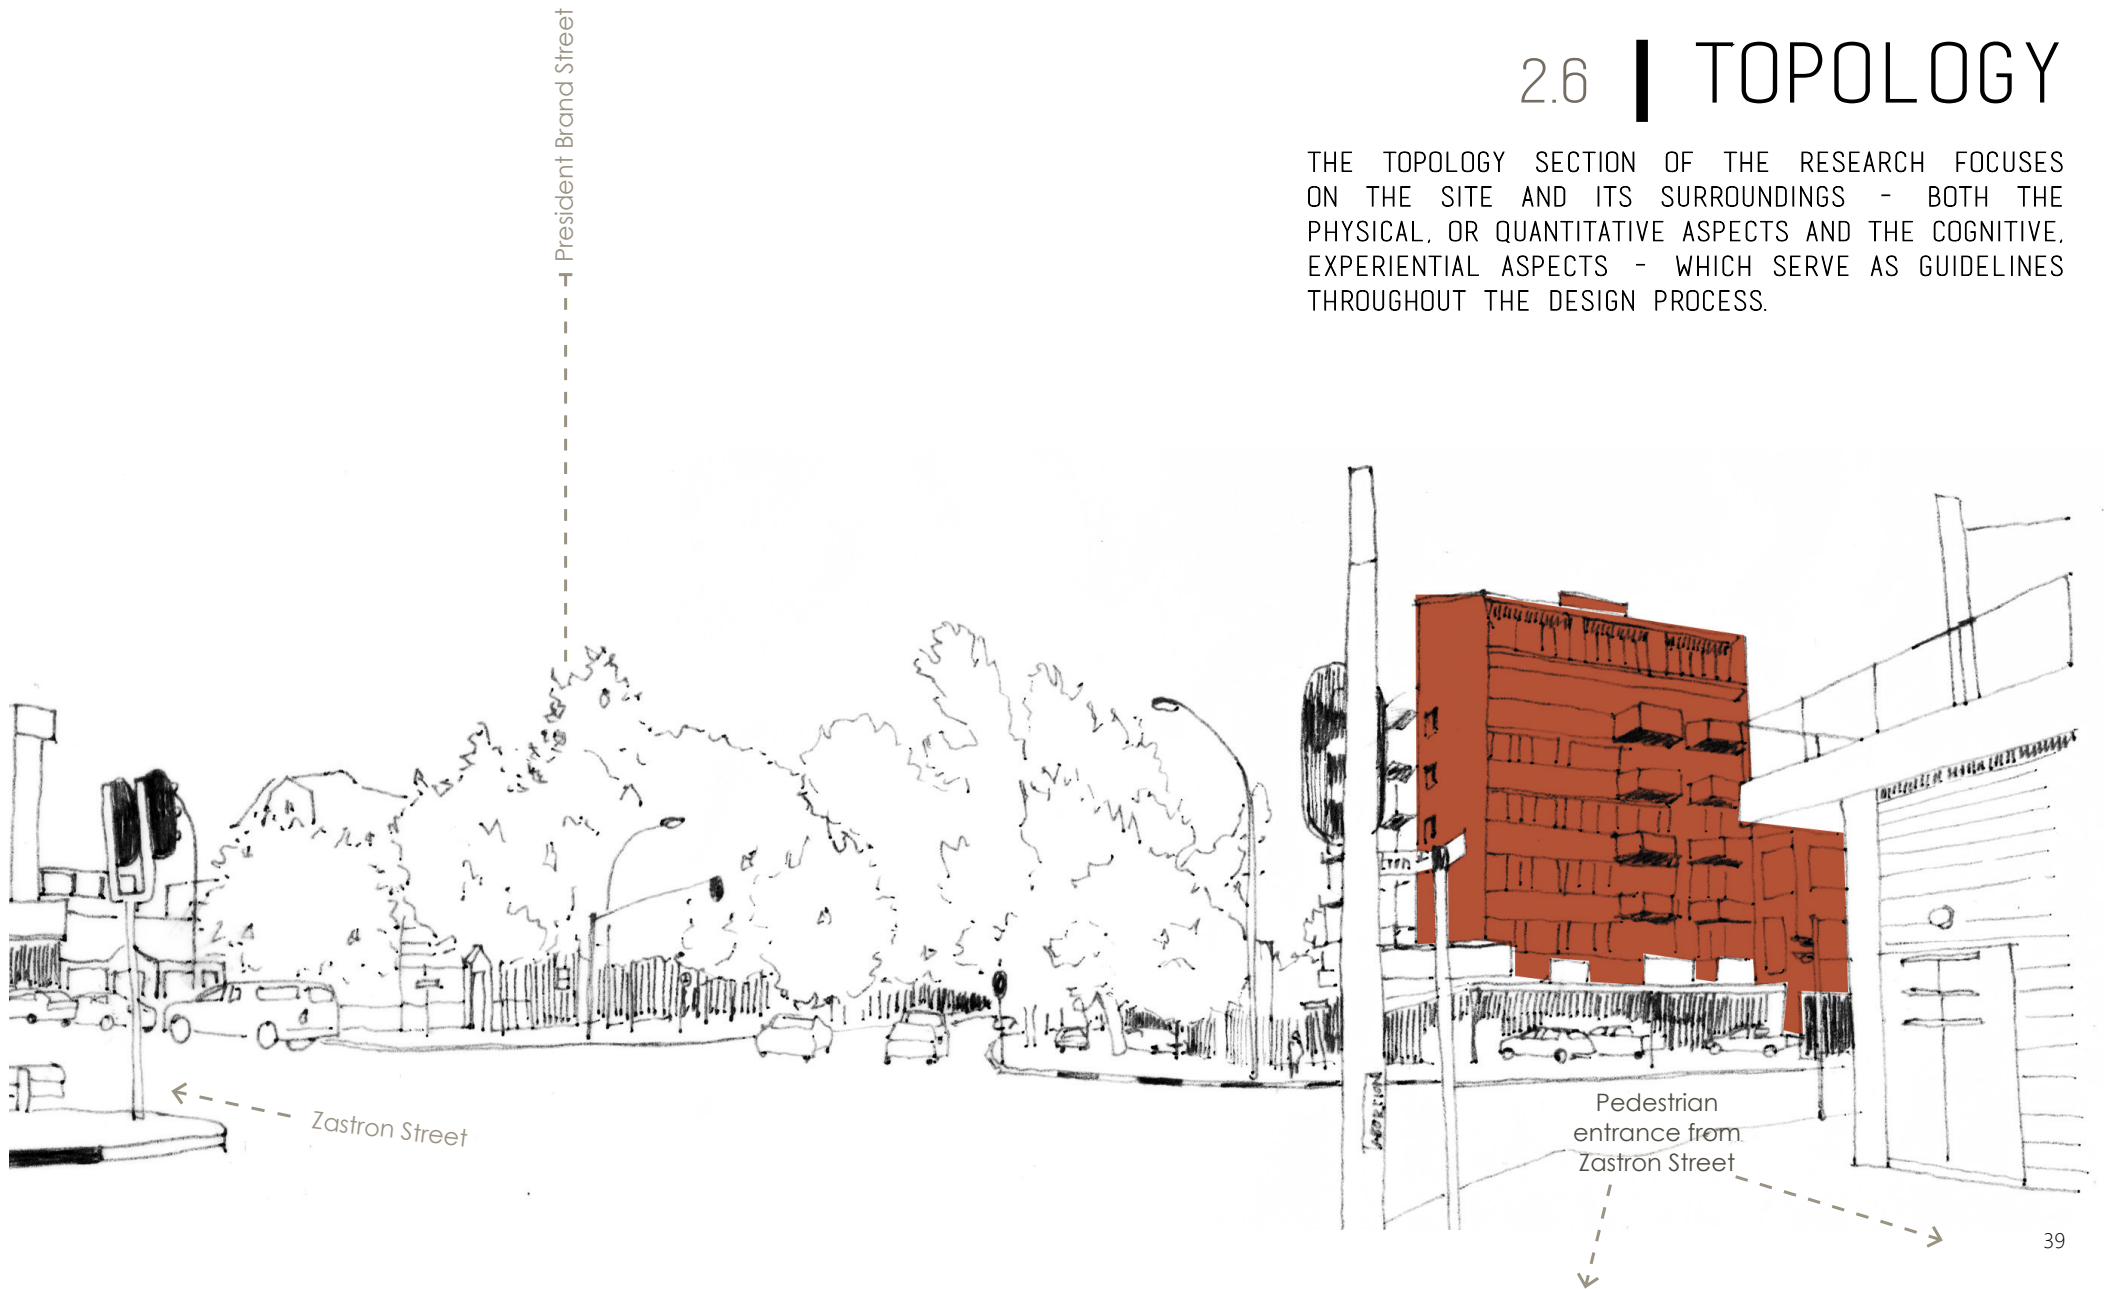 President Brand Street
2.6 | TOPOLOGY
THE TOPOLOGY SECTION OF THE RESEARCH FOCUSES
ON THE SITE AND ITS SURROUNDINGS - BOTH THE
PHYSICAL, OR QUANTITATIVE ASPECTS AND THE COGNITIVE,
EXPERIENTIAL ASPECTS - WHICH SERVE AS GUIDELINES
THROUGHOUT THE DESIGN PROCESS.
Zastron Street
ABORTION
Pedestrian
entrance from
Zastron Street
39